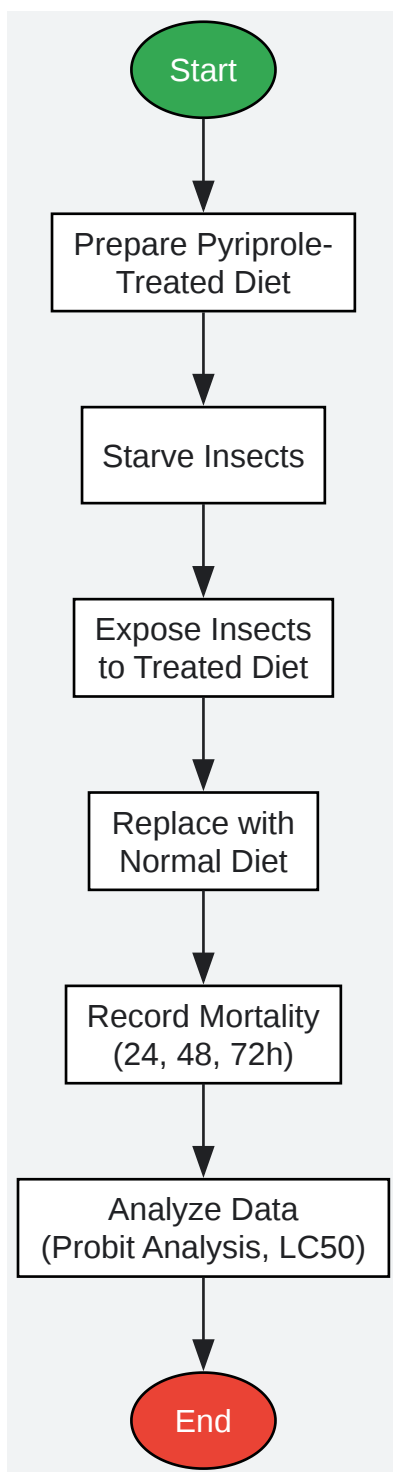 Start
Prepare Pyriprole-
Treated Diet
Starve Insects
Expose Insects
to Treated Diet
Replace with
Normal Diet
Record Mortality
(24, 48, 72h)
Analyze Data
(Probit Analysis, LC50)
End